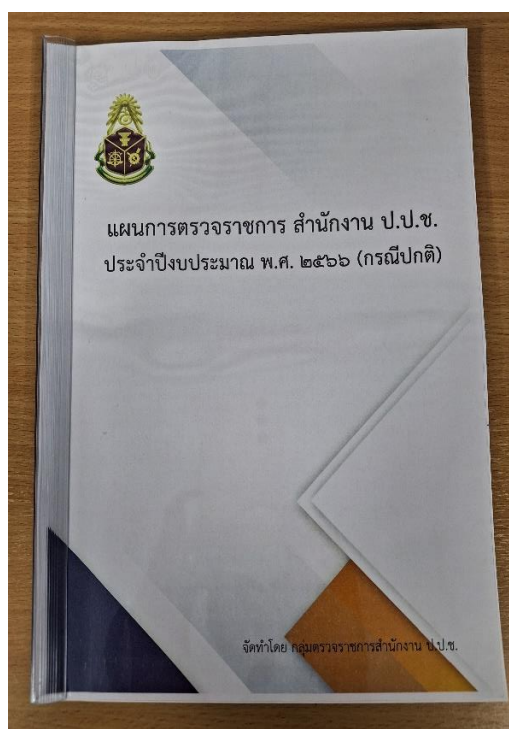 แผนการตรวจราชการ สำนักงาน ป.ป.ช.
ประจำปีงบประมาณ พ.ศ. ๒๕๖๖ (กรณีปกติ)
จัดทำโดย กลุ่มตรวจราชการสำนักงาน ป.ป.ช.